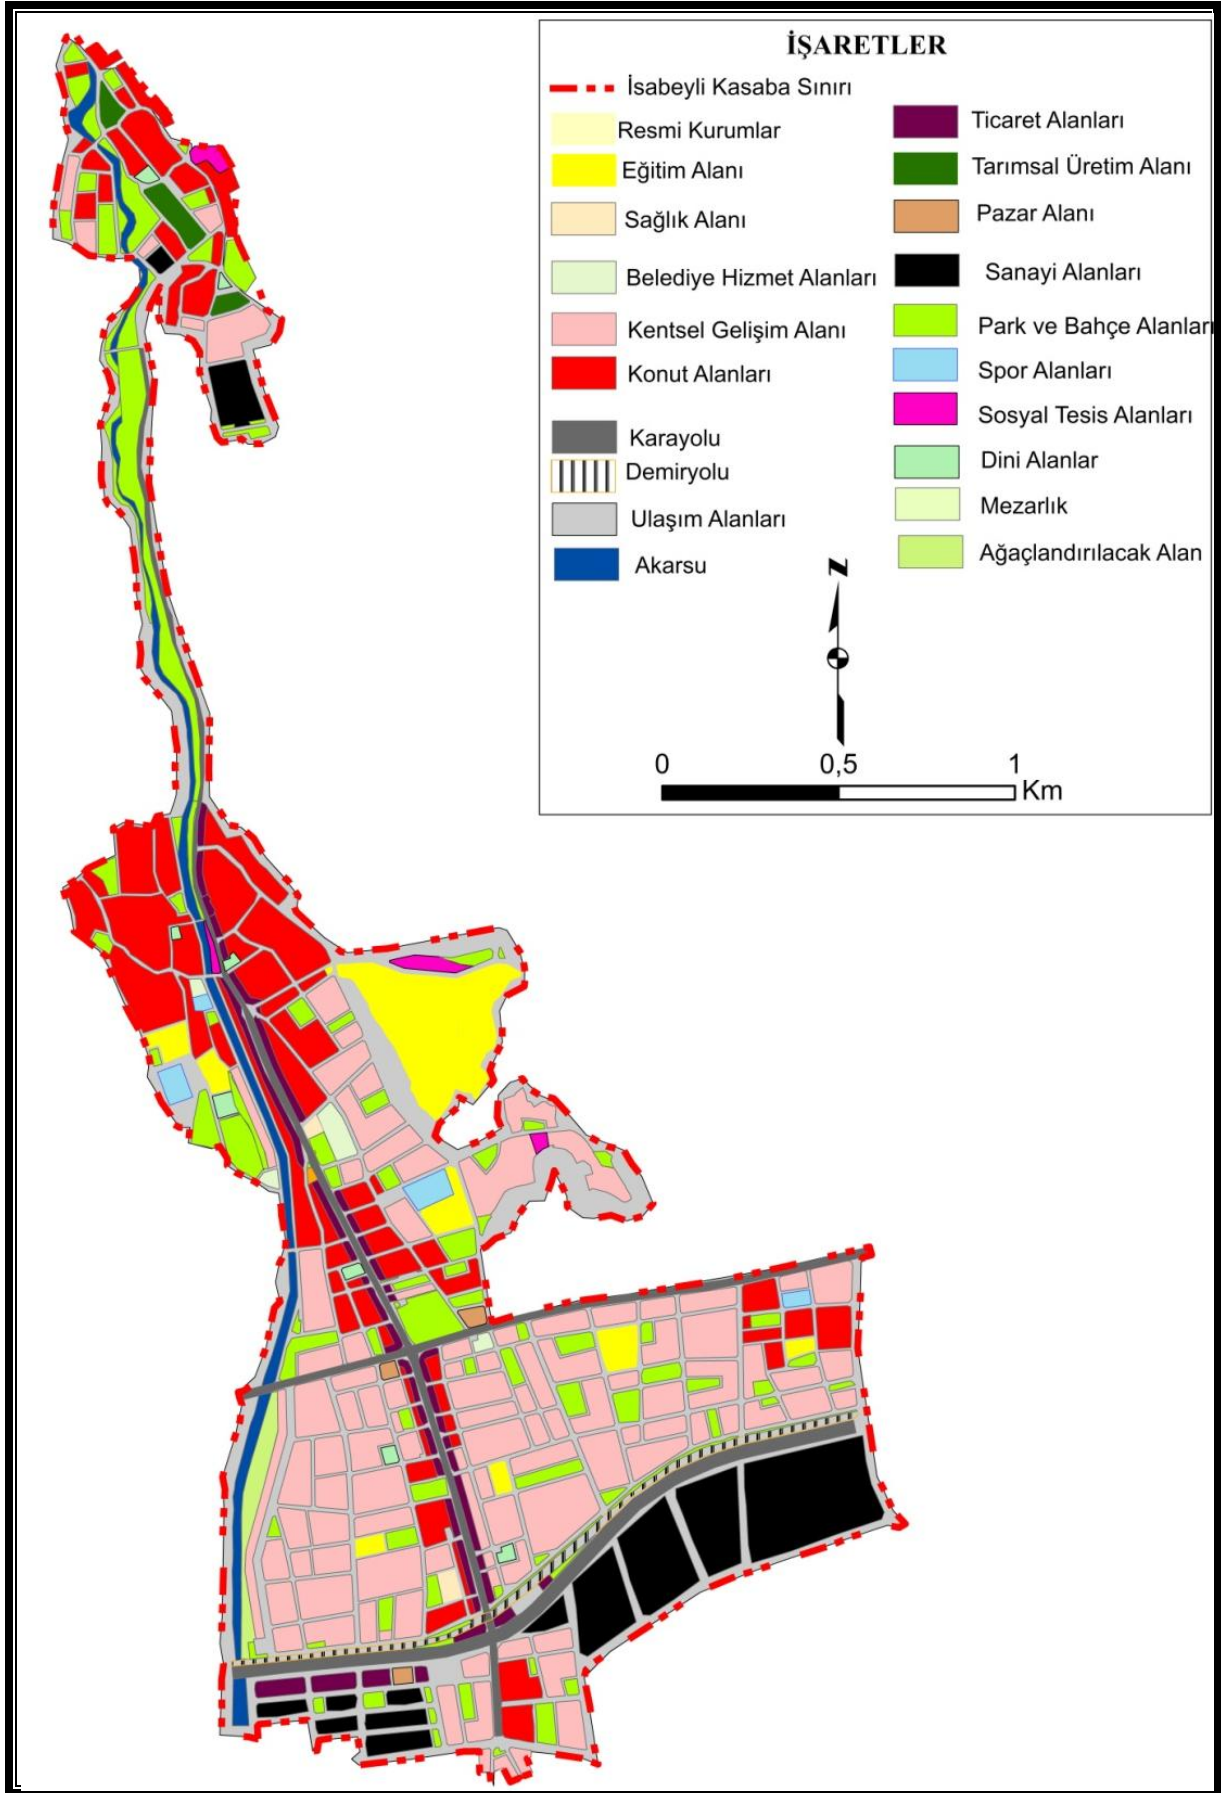 İŞARETLER
İsabeyli Kasaba Sınırı
Resmi Kurumlar
Eğitim Alanı
Sağlık Alanı
Belediye Hizmet Alanları
Kentsel Gelişim Alanı
Konut Alanları
Karayolu
Demiryolu
Ulaşım Alanları
Akarsu
Ticaret Alanları
Tarımsal Üretim Alanı
Pazar Alanı
Sanayi Alanları
Park ve Bahçe Alanları
Spor Alanları
Sosyal Tesis Alanları
Dini Alanlar
Mezarlık
Ağaçlandırılacak Alan
N
0 0,5 1
Km